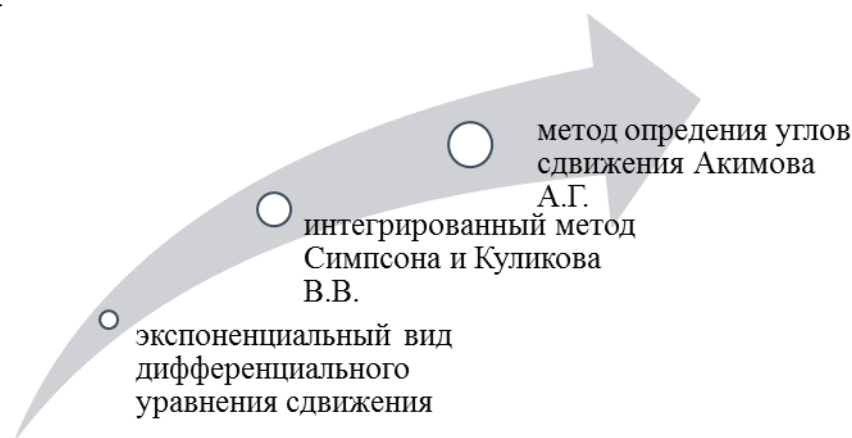 метод опредения углов
сдвижения Акимова
А.Г.
интегрированный метод
Симпсона и Куликова
В.В.
экспоненциальный вид
дифференциального
уравнения сдвижения